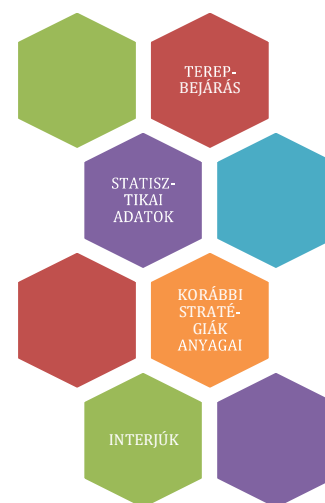 TEREP-
BEJÁRÁS
STATISZ-
TIKAI
ADATOK
KORÁBBI
STRATÉ-
GIÁK
ANYAGAI
INTERJÚK